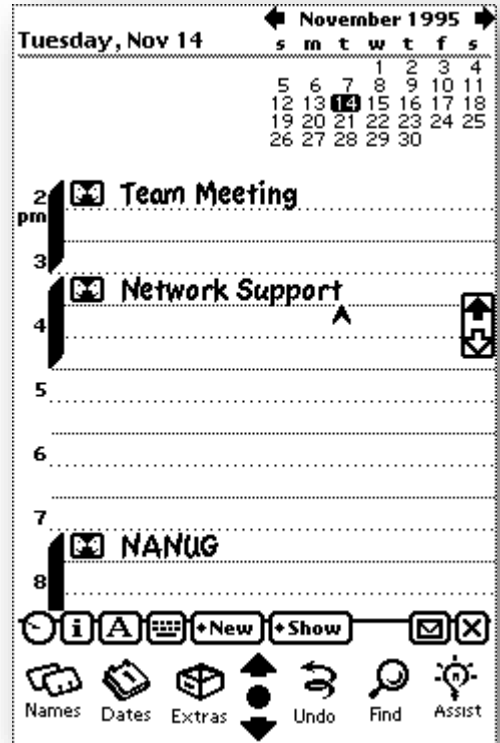 November 1995
Tuesday, Nov 14
s m t w t f s
1 2 3 4
5 6 7 8 9 10 11
12 13 14 15 16 17 18
19 20 21 22 23 24 25
26 27 28 29 30
2 Team Meeting
pm
3
Network Support
4
5
6
7
NANUG
8
i A New Show
Names Dates Extras Undo Find Assist